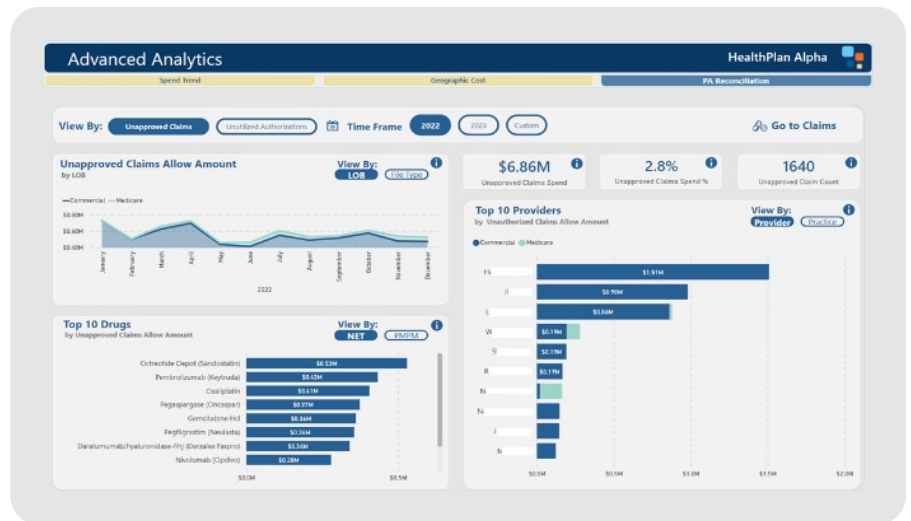 Advanced Analytics
HealthPlan Alpha
Spend Trend
Geographic Cost
PA Reconciliation
View By: Unapproved Claims Unutilized Authorizations Time Frame 2022 2023 Custom
Go to Claims
Unapproved Claims Allow Amount
by LOB
View By:
LOB File Type
Commercial Medicare
$0.80M
$0.60M
$0.40M
January February March April May June July August September October November December
2022
$6.86M
Unapproved Claims Spend
2.8%
Unapproved Claims Spend %
1640
Unapproved Claim Count
Top 10 Drugs
by Unapproved Claims Allow Amount
View By:
NET PMPM
Octreotide Depot (Sandostatin) $0.53M
Pembrolizumab (Keytruda) $0.43M
Oxaliplatin $0.41M
Pegaspargase (Oncaspar) $0.37M
Gemcitabine Hcl $0.36M
Pegfilgrastim (Neulasta) $0.36M
Daratumumab/hyaluronidase-fihj (Darzalex Faspro) $0.34M
Nivolumab (Opdivo) $0.28M
$0.0M $0.5M
Top 10 Providers
by Unauthorized Claims Allow Amount
View By:
Provider Practice
Commercial Medicare
$1.51M
$0.98M
$0.86M
$0.19M
$0.19M
$0.17M
$0.0M $0.5M $1.0M $1.5M $2.0M